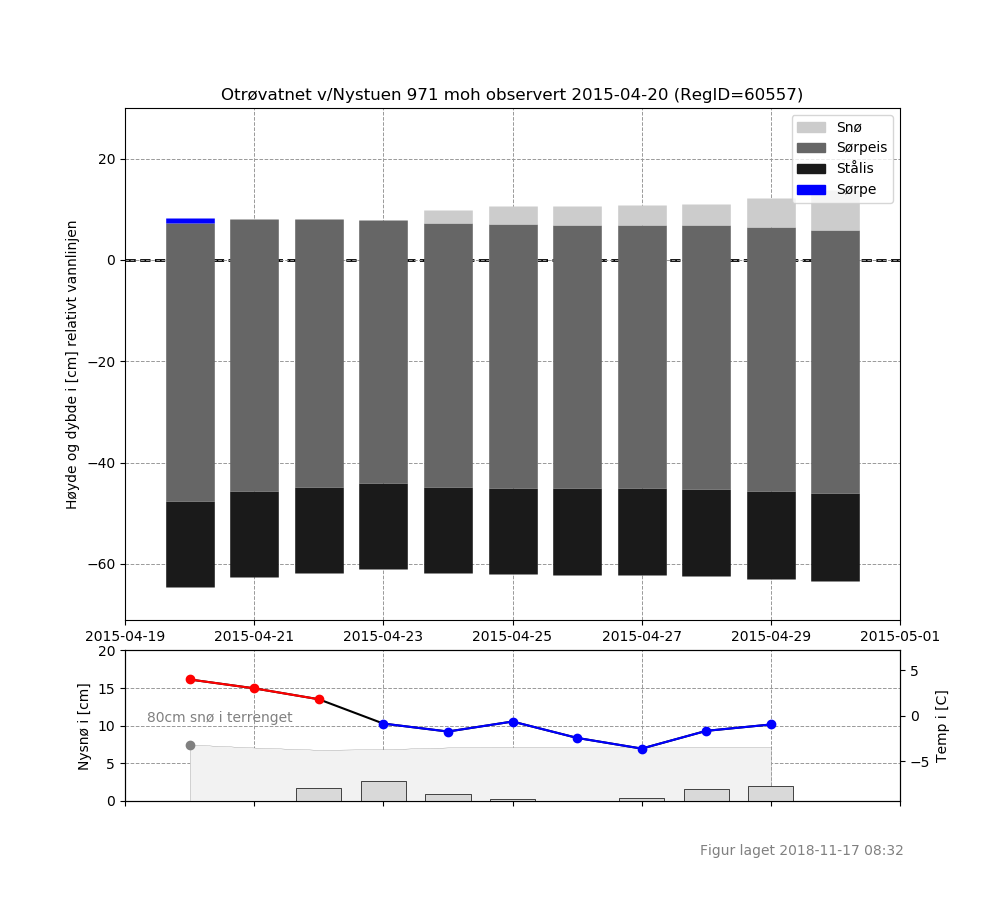 Otrøvatnet v/Nystuen 971 moh observert 2015-04-20 (RegID=60557)
Snø
Sørpeis
Stålis
Sørpe
Høyde og dybde i [cm] relativt vannlinjen
20
0
−20
−40
−60
2015-04-19 2015-04-21 2015-04-23 2015-04-25 2015-04-27 2015-04-29 2015-05-01
Nysnø i [cm]
20
15
10
5
0
80cm snø i terrenget
5
0
−5
Temp i [C]
Figur laget 2018-11-17 08:32